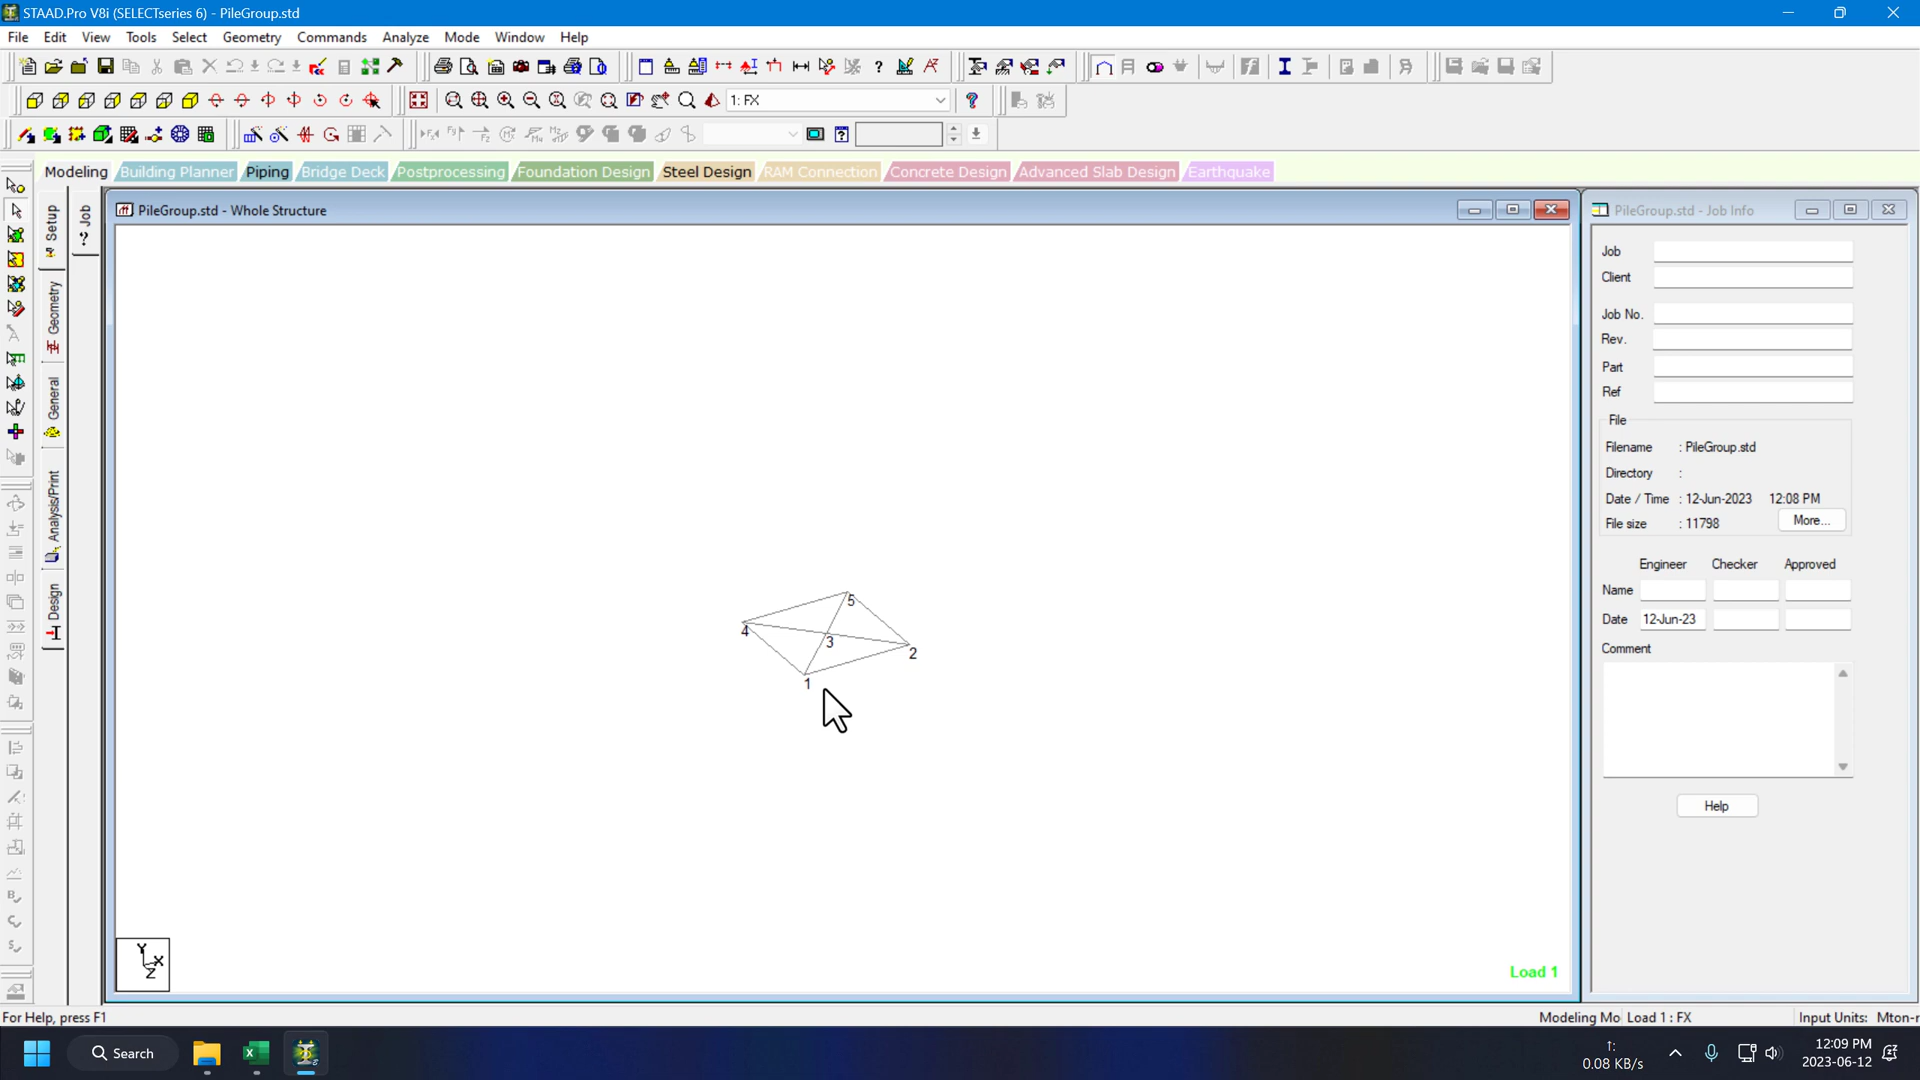 STAAD.Pro V8i (SELECTseries 6) - PileGroup.std
File Edit View Tools Select Geometry Commands Analyze Mode Window Help
1: FX
Modeling Building Planner Piping Bridge Deck Postprocessing Foundation Design Steel Design RAM Connection Concrete Design Advanced Slab Design Earthquake
Setup
Geometry
General
Analysis/Print
Design
Job
PileGroup.std - Whole Structure
5
4
3
2
1
Y
X
Z
Load 1
PileGroup.std - Job Info
Job
Client
Job No.
Rev.
Part
Ref
File
Filename : PileGroup.std
Directory :
Date / Time : 12-Jun-2023 12:08 PM
File size : 11798 More...
Engineer Checker Approved
Name
Date 12-Jun-23
Comment
Help
For Help, press F1
Modeling Mo Load 1 : FX Input Units: Mton-r
Search
0.08 KB/s
12:09 PM
2023-06-12